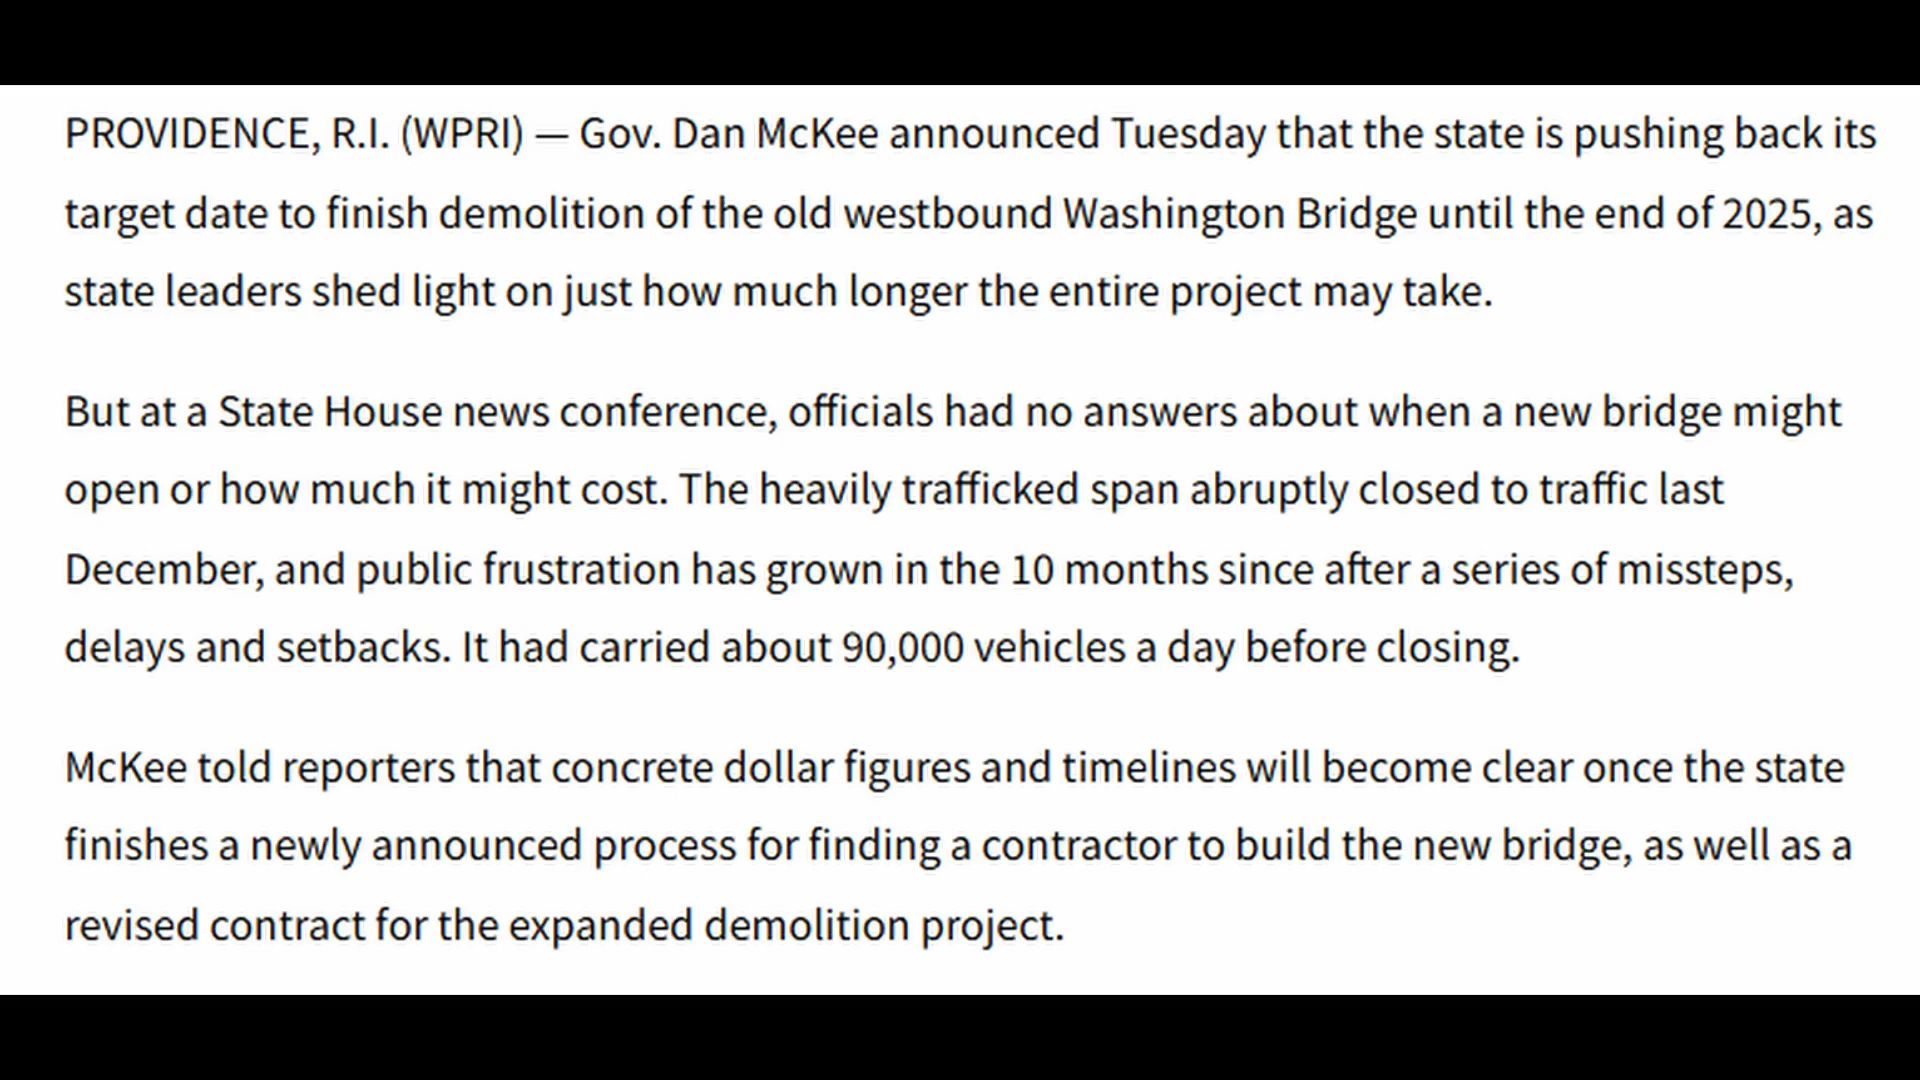 PROVIDENCE, R.I. (WPRI) — Gov. Dan McKee announced Tuesday that the state is pushing back its
target date to finish demolition of the old westbound Washington Bridge until the end of 2025, as
state leaders shed light on just how much longer the entire project may take.
But at a State House news conference, officials had no answers about when a new bridge might
open or how much it might cost. The heavily trafficked span abruptly closed to traffic last
December, and public frustration has grown in the 10 months since after a series of missteps,
delays and setbacks. It had carried about 90,000 vehicles a day before closing.
McKee told reporters that concrete dollar figures and timelines will become clear once the state
finishes a newly announced process for finding a contractor to build the new bridge, as well as a
revised contract for the expanded demolition project.